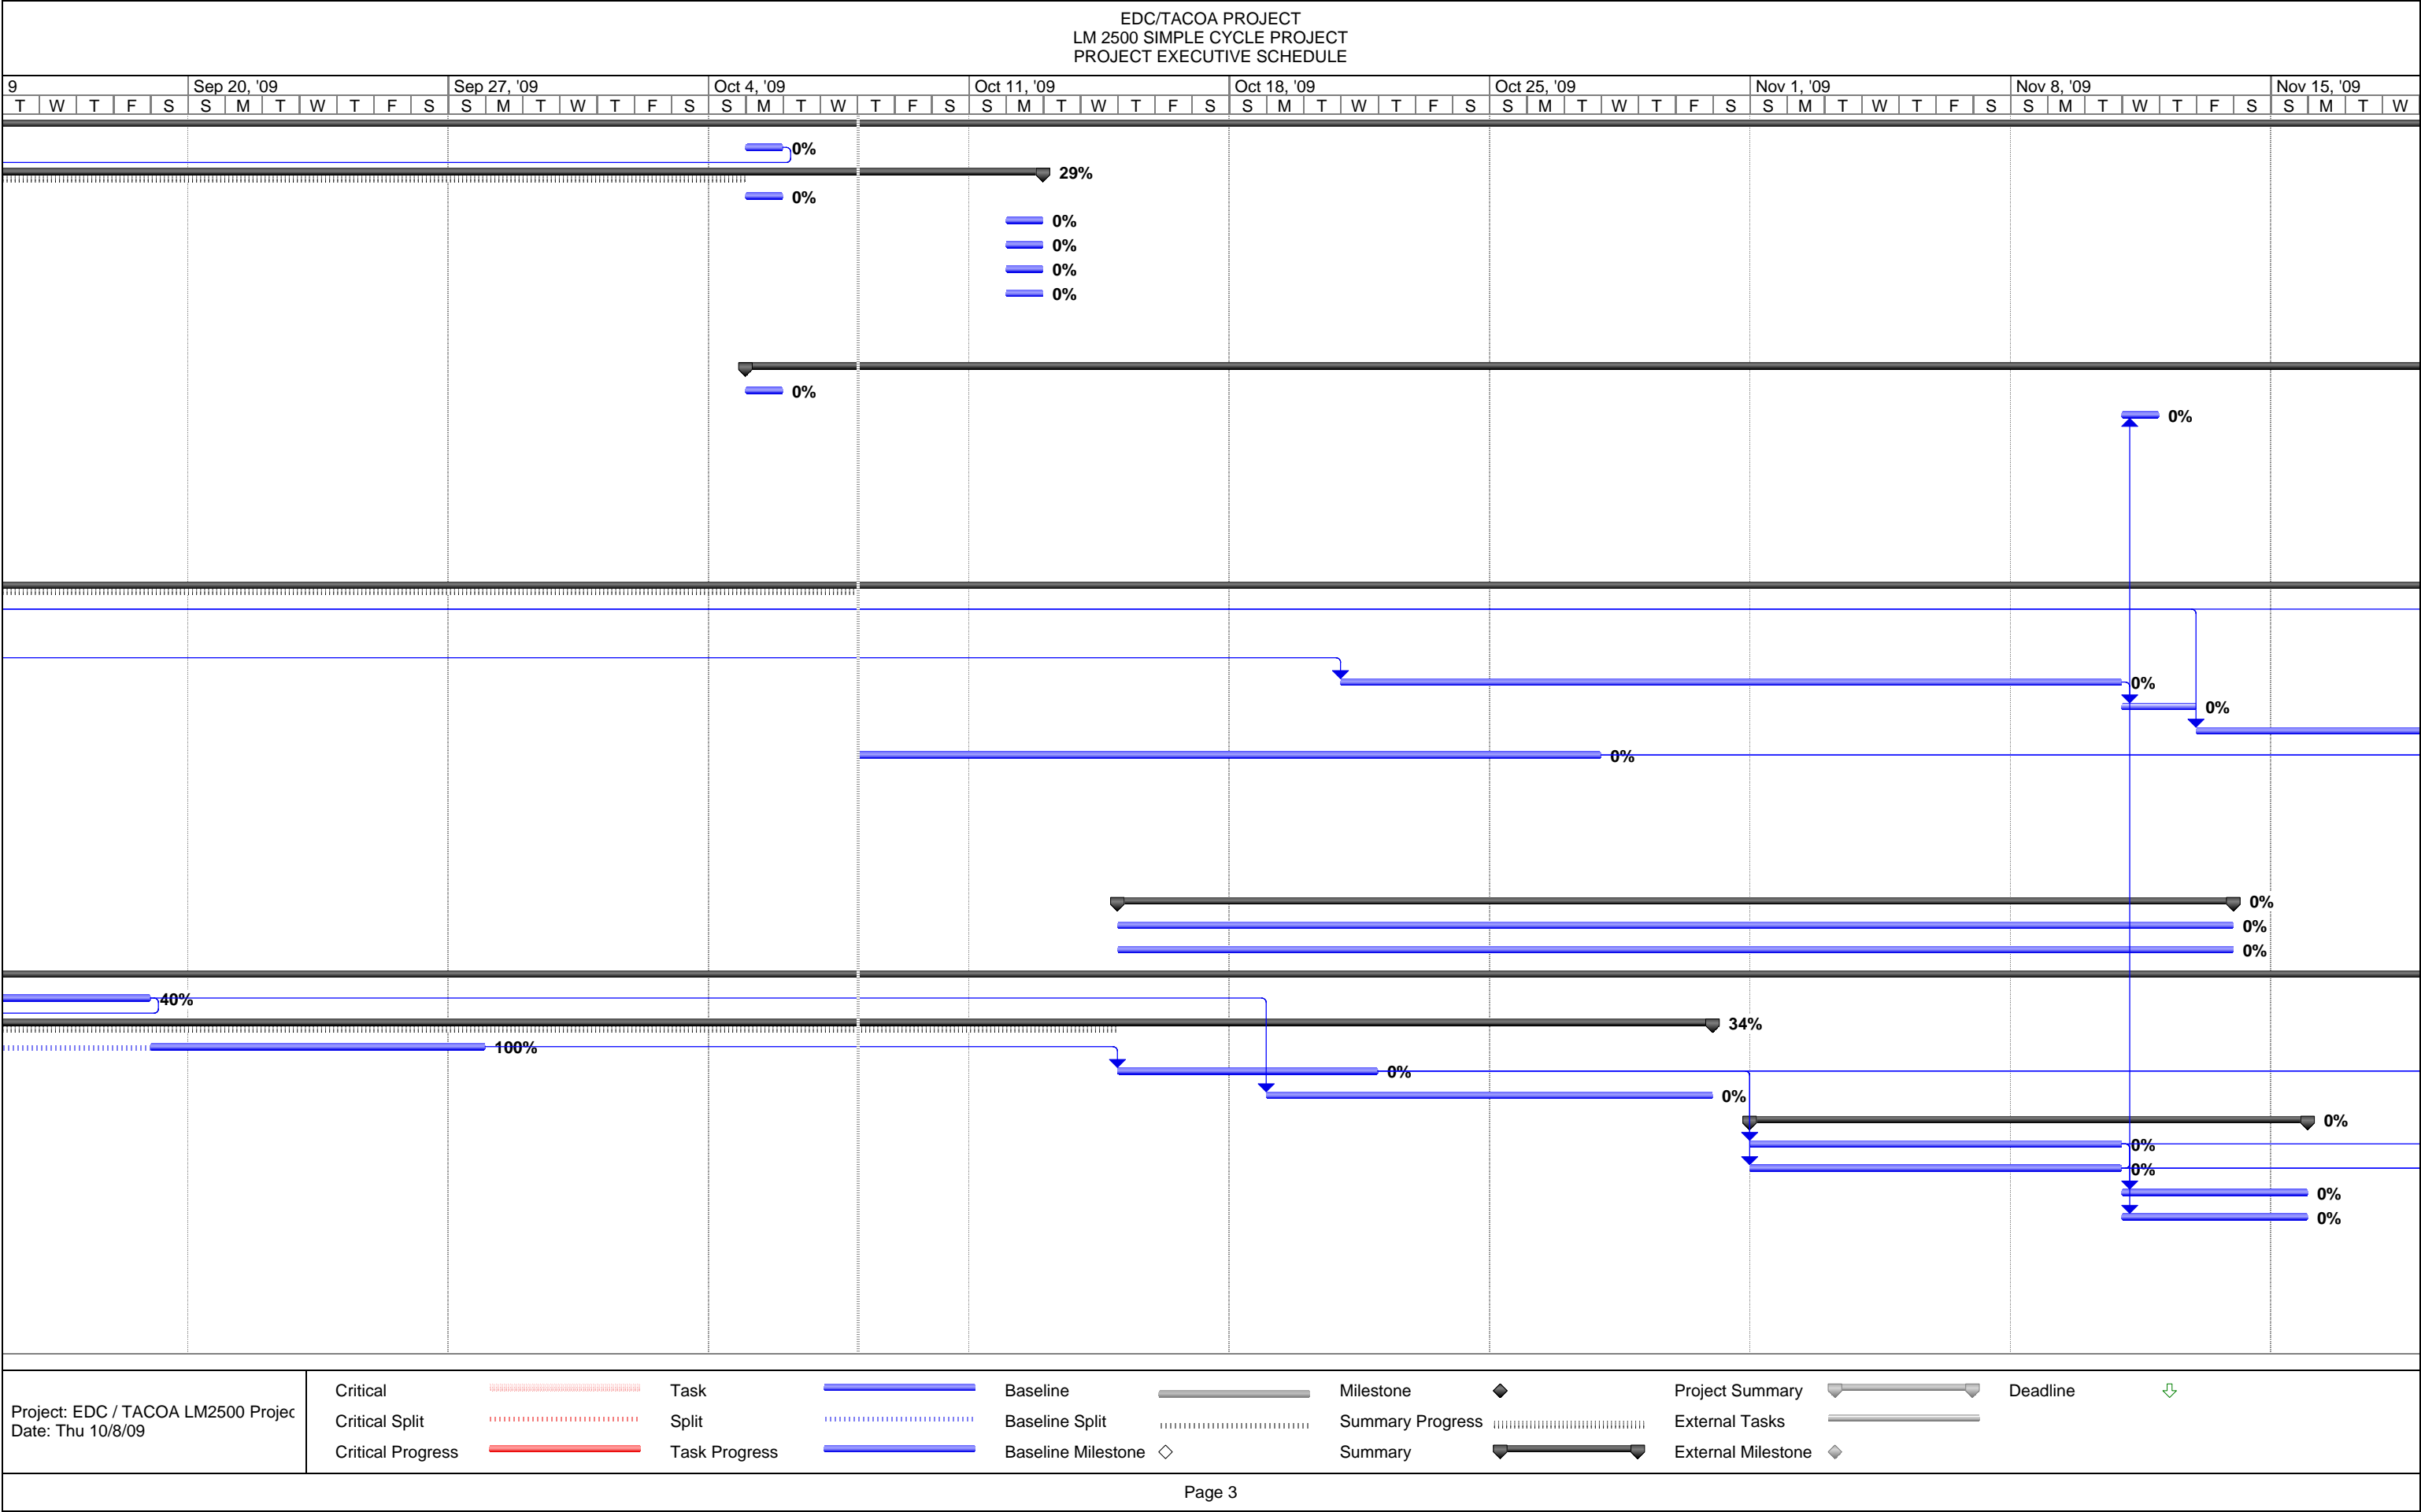 EDC/TACOA PROJECT
LM 2500 SIMPLE CYCLE PROJECT
PROJECT EXECUTIVE SCHEDULE
9 Sep 20, '09 Sep 27, '09 Oct 4, '09 Oct 11, '09 Oct 18, '09 Oct 25, '09 Nov 1, '09 Nov 8, '09 Nov 15, '09
T W T F S S M T W T F S S M T W T F S S M T W T F S S M T W T F S S M T W T F S S M T W T F S S M T W T F S S M T W T F S S M T W
0%
29%
0%
0%
0%
0%
0%
0%
0%
0%
0%
0%
0%
0%
0%
40%
34%
100%
0%
0%
0%
0%
0%
0%
0%
Project: EDC / TACOA LM2500 Projec
Date: Thu 10/8/09
Critical Task Baseline Milestone Project Summary Deadline
Critical Split Split Baseline Split Summary Progress External Tasks
Critical Progress Task Progress Baseline Milestone Summary External Milestone
Page 3